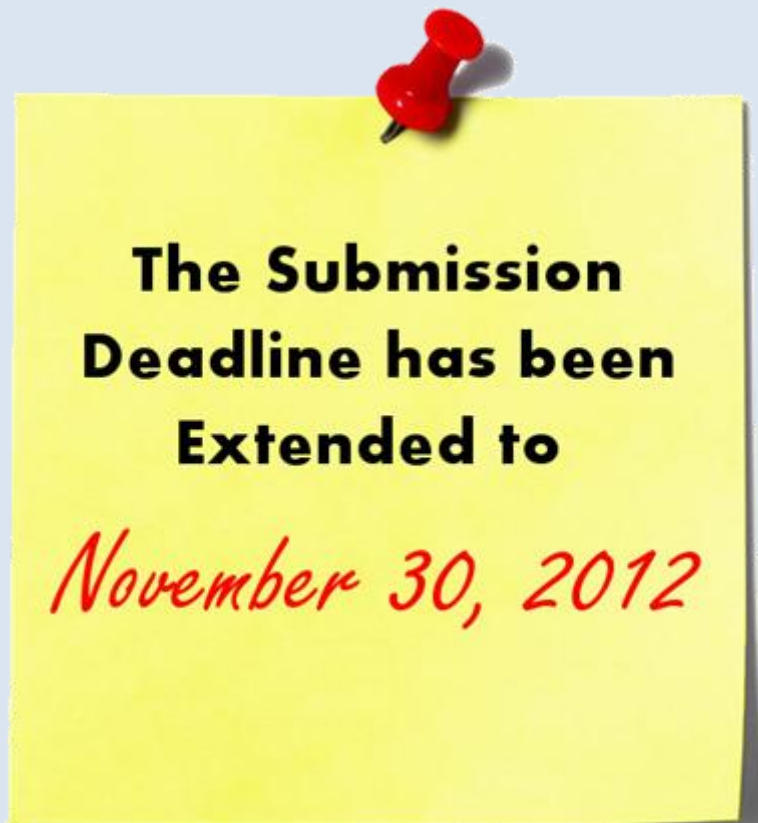 The Submission
Deadline has been
Extended to
November 30, 2012